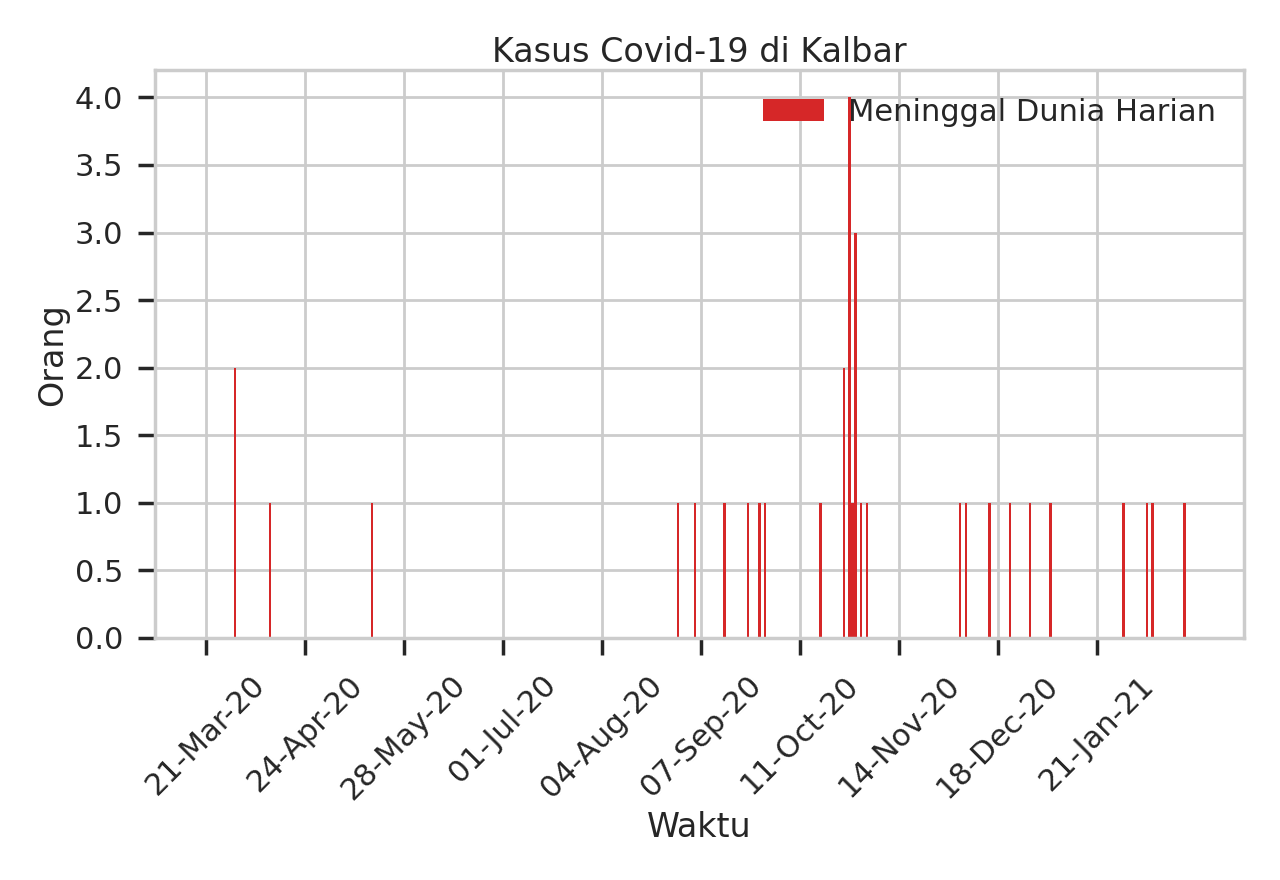 Kasus Covid-19 di Kalbar
Meninggal Dunia Harian
Orang
4.0
3.5
3.0
2.5
2.0
1.5
1.0
0.5
0.0
21-Mar-20
24-Apr-20
28-May-20
01-Jul-20
04-Aug-20
07-Sep-20
11-Oct-20
14-Nov-20
18-Dec-20
21-Jan-21
Waktu